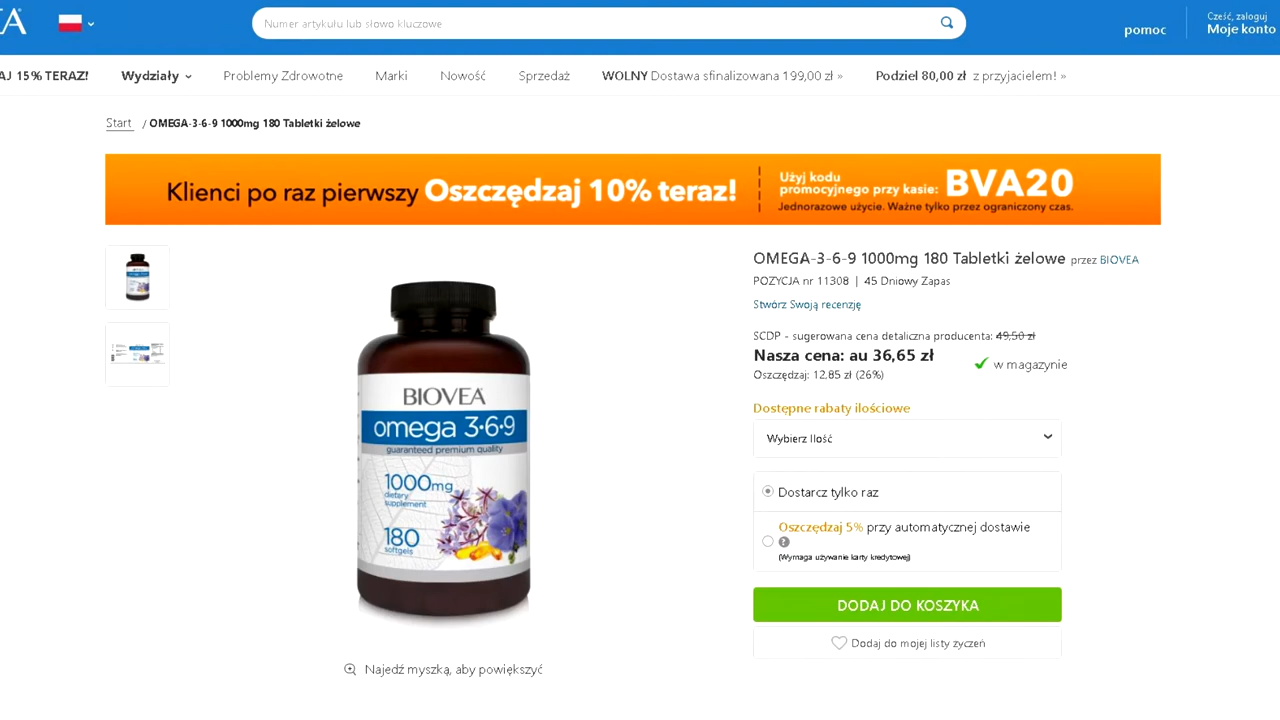 Numer artykułu lub słowo kluczowe
pomoc
Cześć, zaloguj
Moje konto
AJ 15% TERAZ!
Wydziały
Problemy Zdrowotne
Marki
Nowość
Sprzedaż
WOLNY Dostawa sfinalizowana 199,00 zł »
Podziel 80,00 zł z przyjacielem! »
Start / OMEGA-3-6-9 1000mg 180 Tabletki żelowe
Klienci po raz pierwszy Oszczędzaj 10% teraz!
Użyj kodu
promocyjnego przy kasie: BVA20
Jednorazowe użycie. Ważne tylko przez ograniczony czas.
BIOVEA
omega 3·6·9
guaranteed premium quality
1000mg
dietary
supplement
180
softgels
Najedź myszką, aby powiększyć
OMEGA-3-6-9 1000mg 180 Tabletki żelowe przez BIOVEA
POZYCJA nr 11308 | 45 Dniowy Zapas
Stwórz Swoją recenzję
SCDP - sugerowana cena detaliczna producenta: 49,50 zł
Nasza cena: au 36,65 zł
Oszczędzaj: 12,85 zł (26%)
w magazynie
Dostępne rabaty ilościowe
Wybierz Ilość
Dostarcz tylko raz
Oszczędzaj 5% przy automatycznej dostawie
(Wymaga używanie karty kredytowej)
DODAJ DO KOSZYKA
Dodaj do mojej listy zyczeń